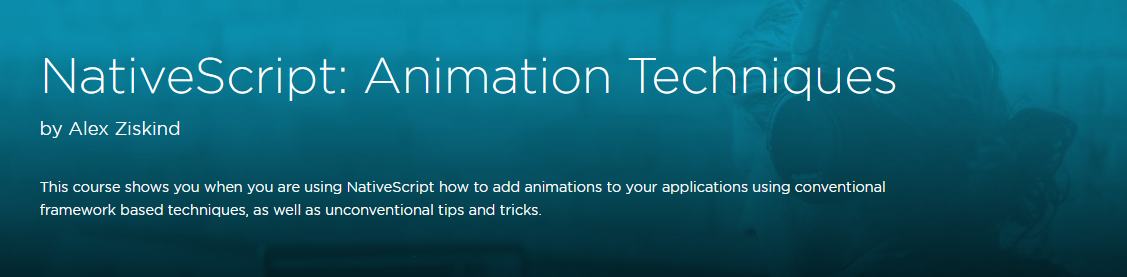 NativeScript: Animation Techniques
by Alex Ziskind
This course shows you when you are using NativeScript how to add animations to your applications using conventional
framework based techniques, as well as unconventional tips and tricks.